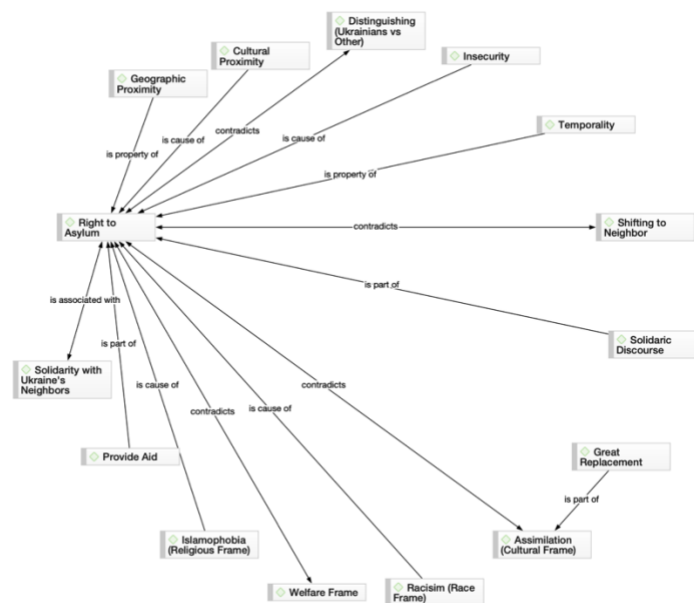 Distinguishing
(Ukrainians vs
Other)
Cultural
Proximity
Insecurity
Geographic
Proximity
Temporality
contradicts
is cause of
is cause of
is property of
is property of
Right to
Asylum
contradicts
Shifting to
Neighbor
is part of
is associated with
Solidaric
Discourse
is part of
Solidarity with
Ukraine's
Neighbors
is cause of
contradicts
contradicts
is cause of
Provide Aid
Great
Replacement
is part of
Islamophobia
(Religious Frame)
Assimilation
(Cultural Frame)
Welfare Frame
Racisim (Race
Frame)